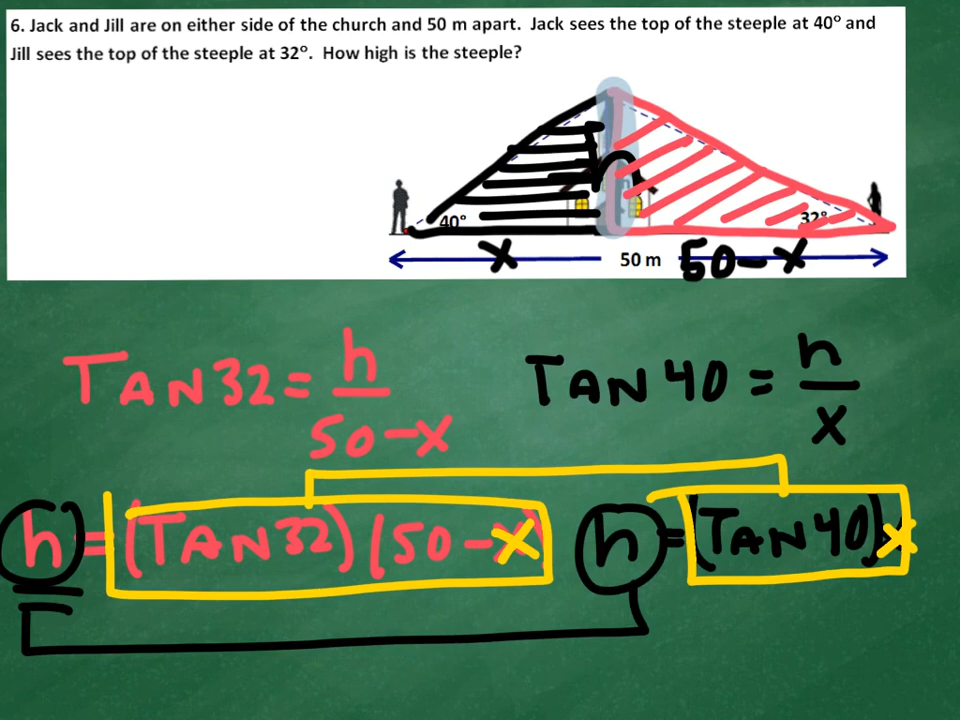 6. Jack and Jill are on either side of the church and 50 m apart. Jack sees the top of the steeple at 40° and
Jill sees the top of the steeple at 32°. How high is the steeple?
h
40° 32°
x 50 m 50-x
TAN32 = h / 50-x TAN40 = h / x
h = (TAN32)(50-x) h = (TAN40)x